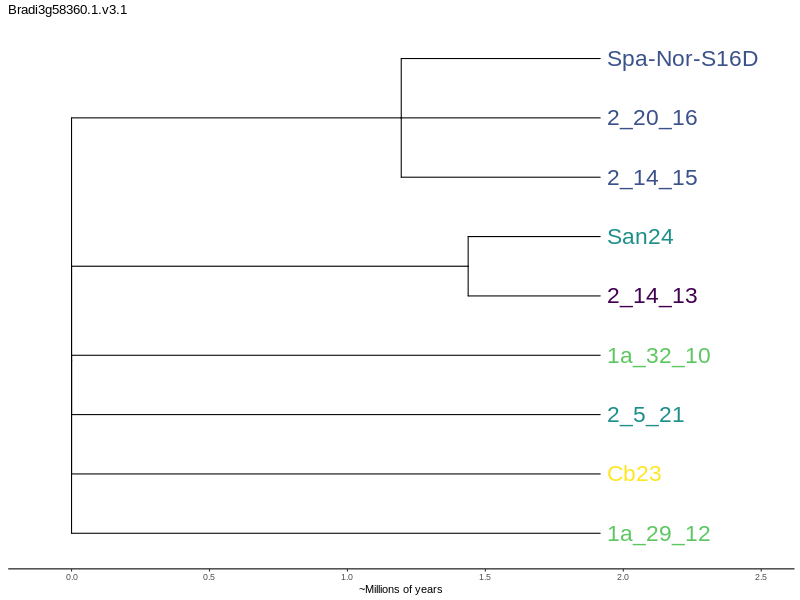 Bradi3g58360.1.v3.1
Spa-Nor-S16D
2_20_16
2_14_15
San24
2_14_13
1a_32_10
2_5_21
Cb23
1a_29_12
0.0 0.5 1.0 1.5 2.0 2.5
~Millions of years